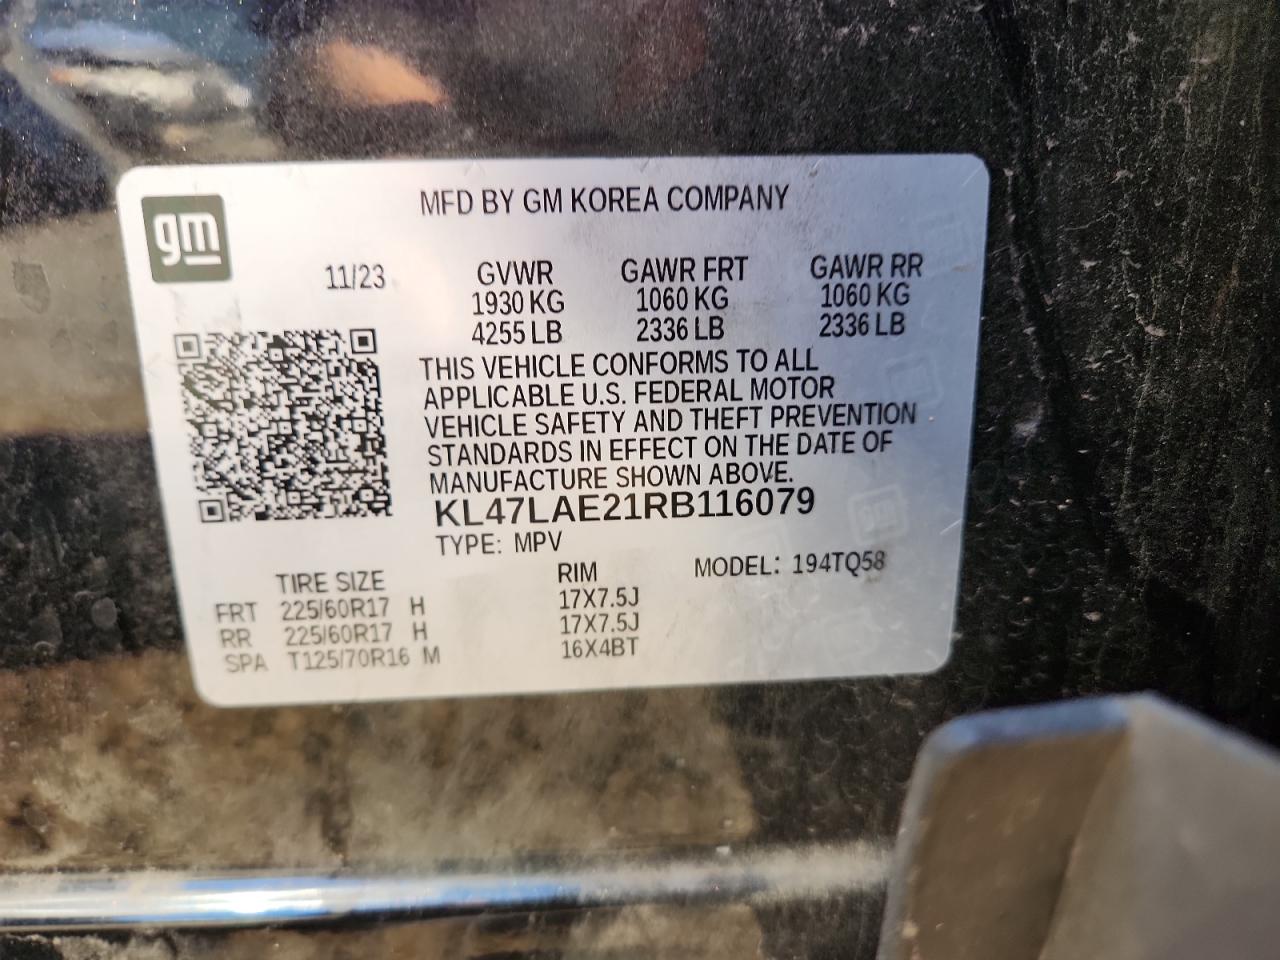 gm
MFD BY GM KOREA COMPANY
11/23 GVWR GAWR FRT GAWR RR
1930 KG 1060 KG 1060 KG
4255 LB 2336 LB 2336 LB
THIS VEHICLE CONFORMS TO ALL
APPLICABLE U.S. FEDERAL MOTOR
VEHICLE SAFETY AND THEFT PREVENTION
STANDARDS IN EFFECT ON THE DATE OF
MANUFACTURE SHOWN ABOVE.
KL47LAE21RB116079
TYPE: MPV
TIRE SIZE RIM MODEL: 194TQ58
FRT 225/60R17 H 17X7.5J
RR 225/60R17 H 17X7.5J
SPA T125/70R16 M 16X4BT